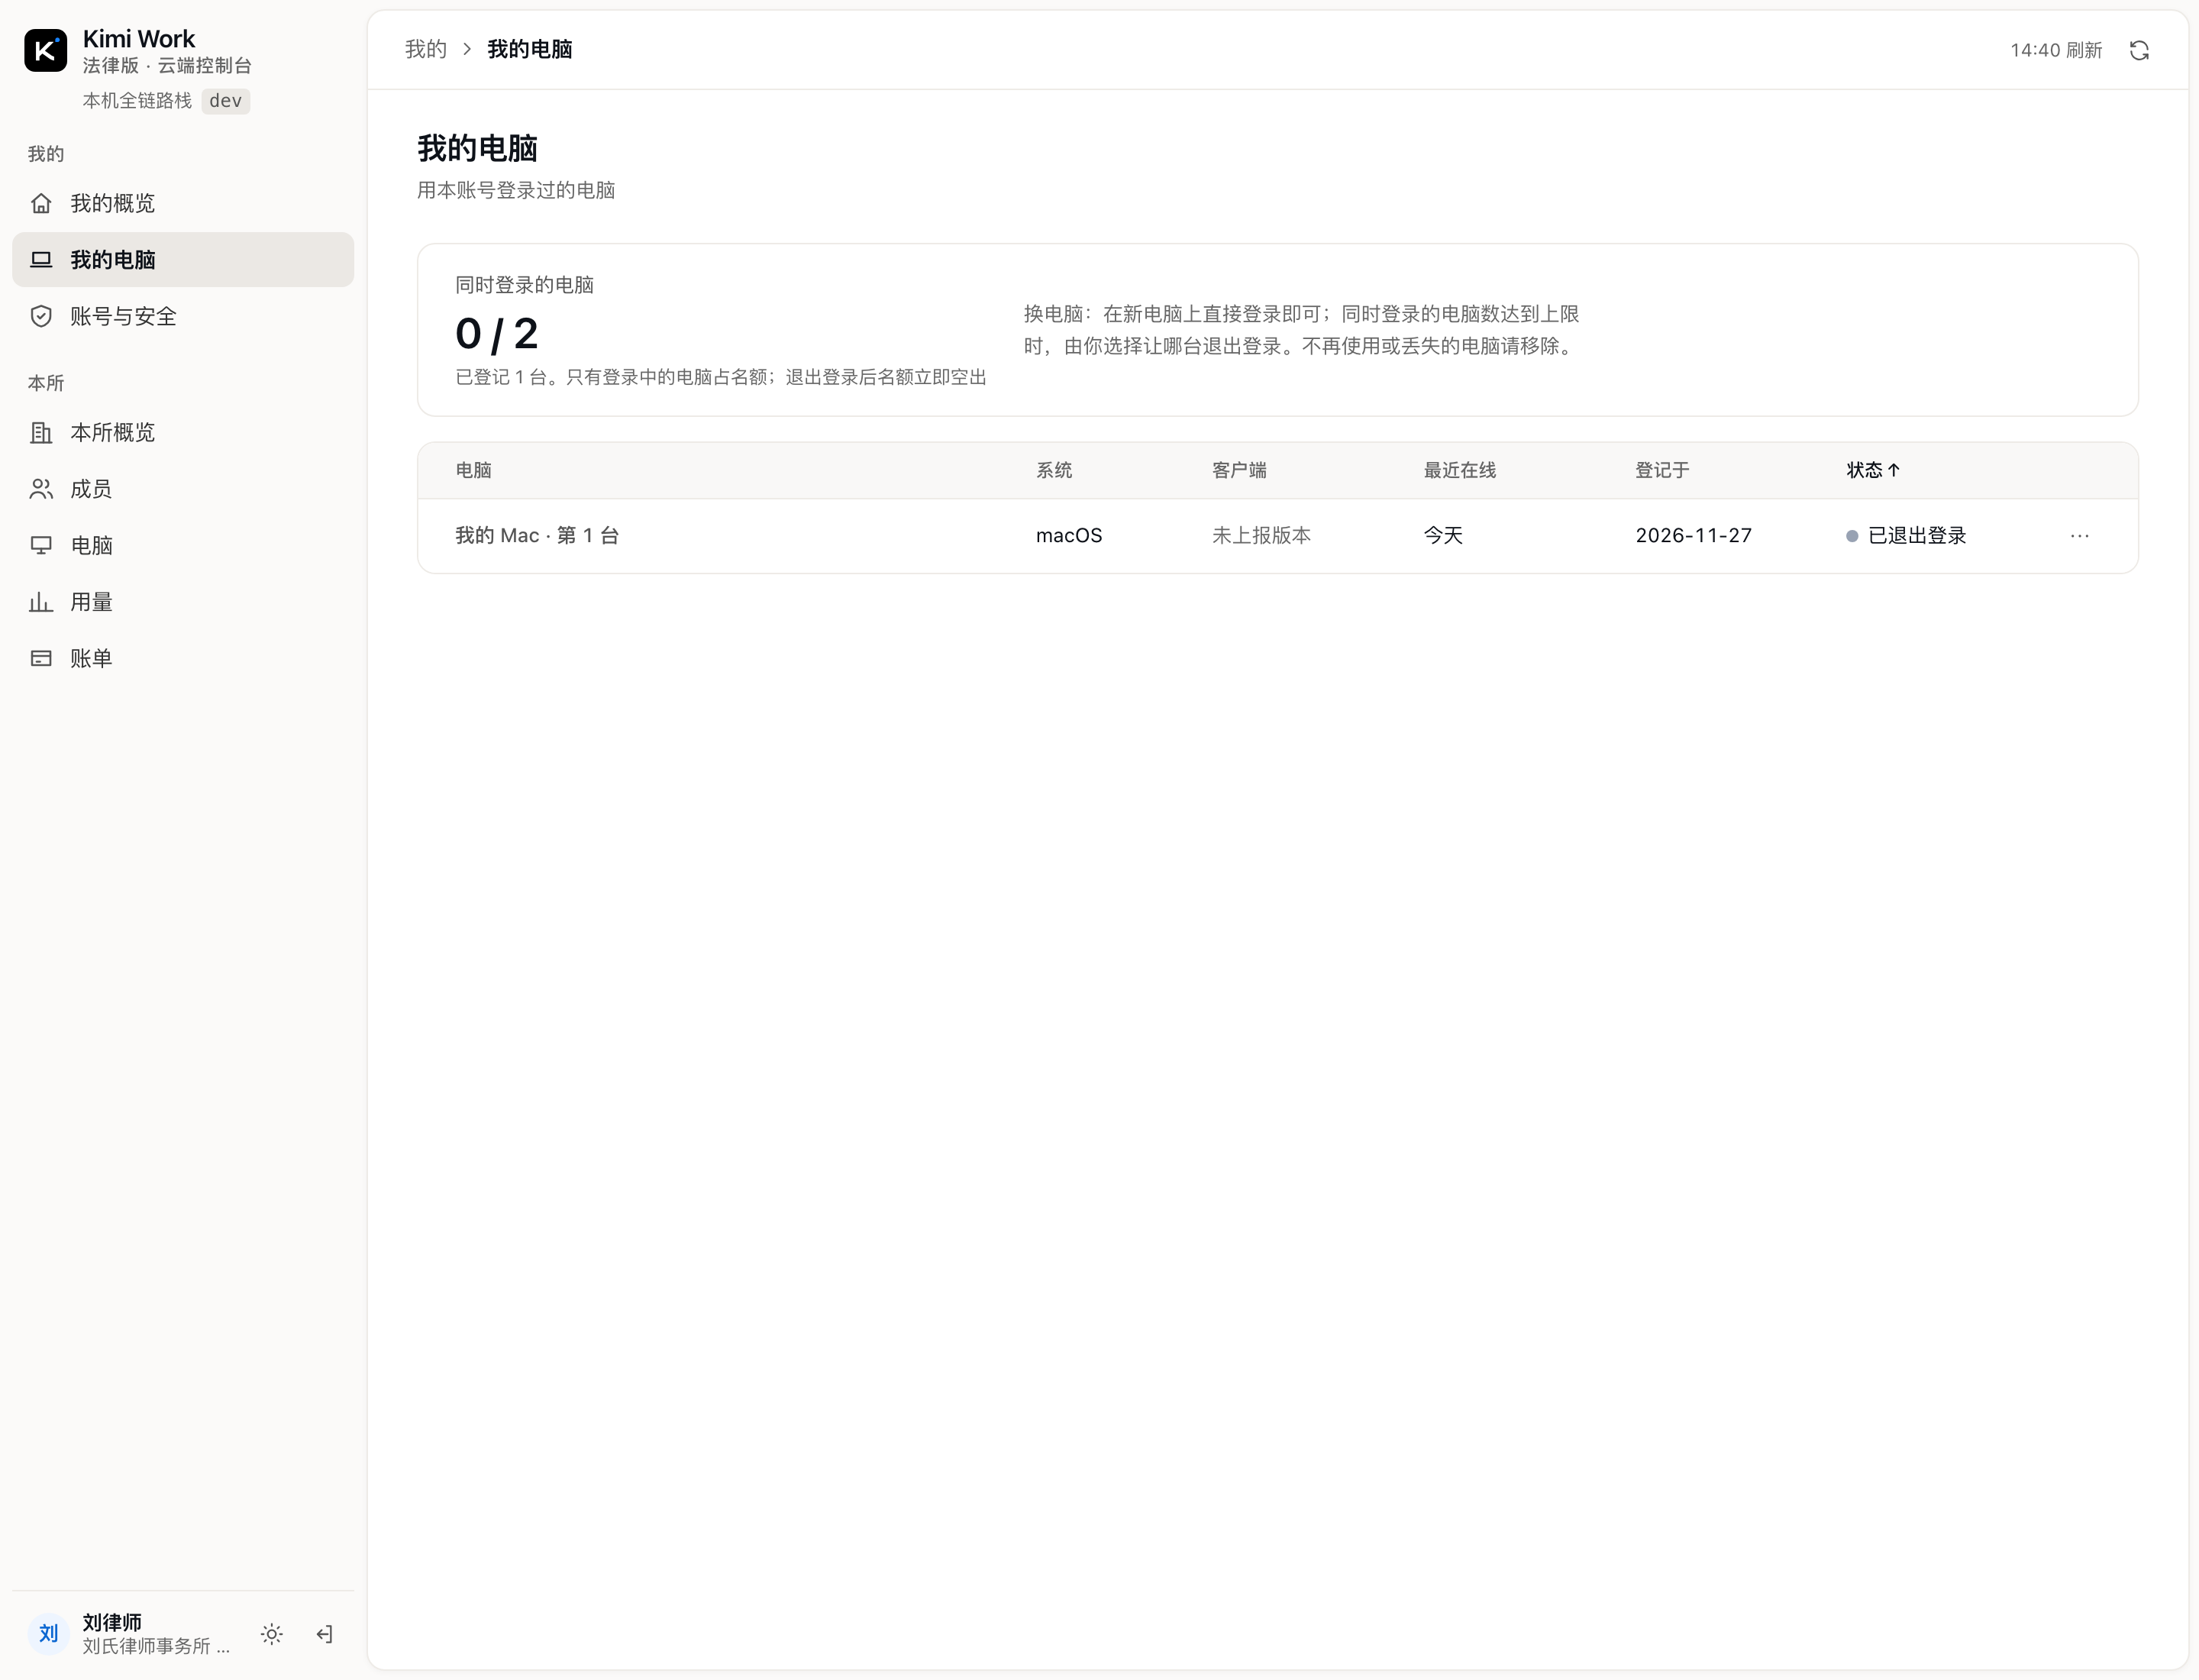 Kimi Work
法律版 · 云端控制台
本机全链路栈 dev
我的
我的概览
我的电脑
账号与安全
本所
本所概览
成员
电脑
用量
账单
刘
刘律师
刘氏律师事务所 ...
我的 > 我的电脑
14:40 刷新
我的电脑
用本账号登录过的电脑
同时登录的电脑
0 / 2
已登记 1 台。只有登录中的电脑占名额；退出登录后名额立即空出
换电脑：在新电脑上直接登录即可；同时登录的电脑数达到上限
时，由你选择让哪台退出登录。不再使用或丢失的电脑请移除。
电脑 系统 客户端 最近在线 登记于 状态 ↑
我的 Mac · 第 1 台 macOS 未上报版本 今天 2026-11-27 已退出登录 ...